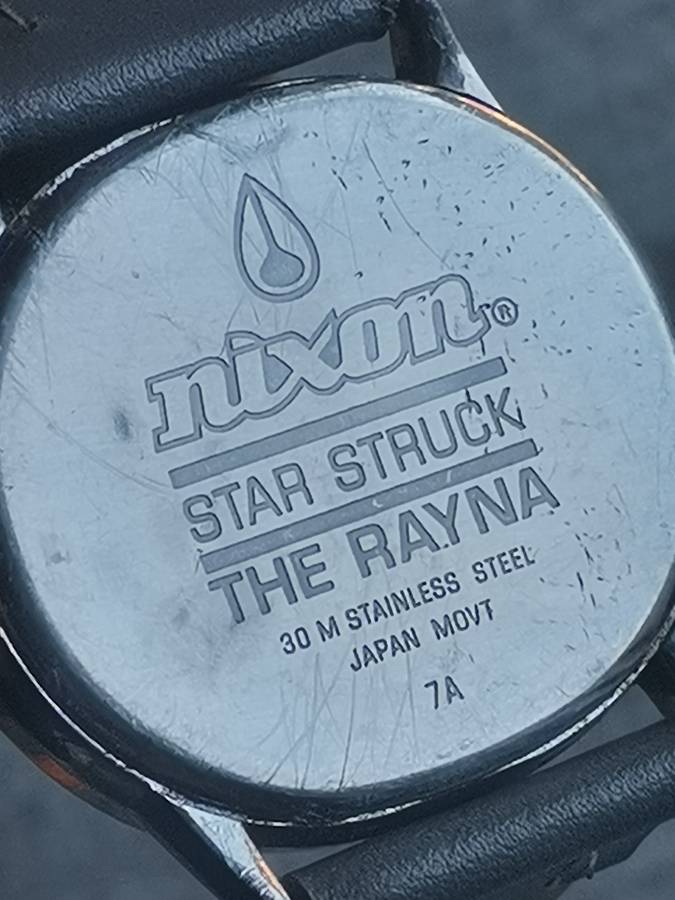 nixon®
STAR STRUCK
THE RAYNA
30 M STAINLESS STEEL
JAPAN MOVT
7A